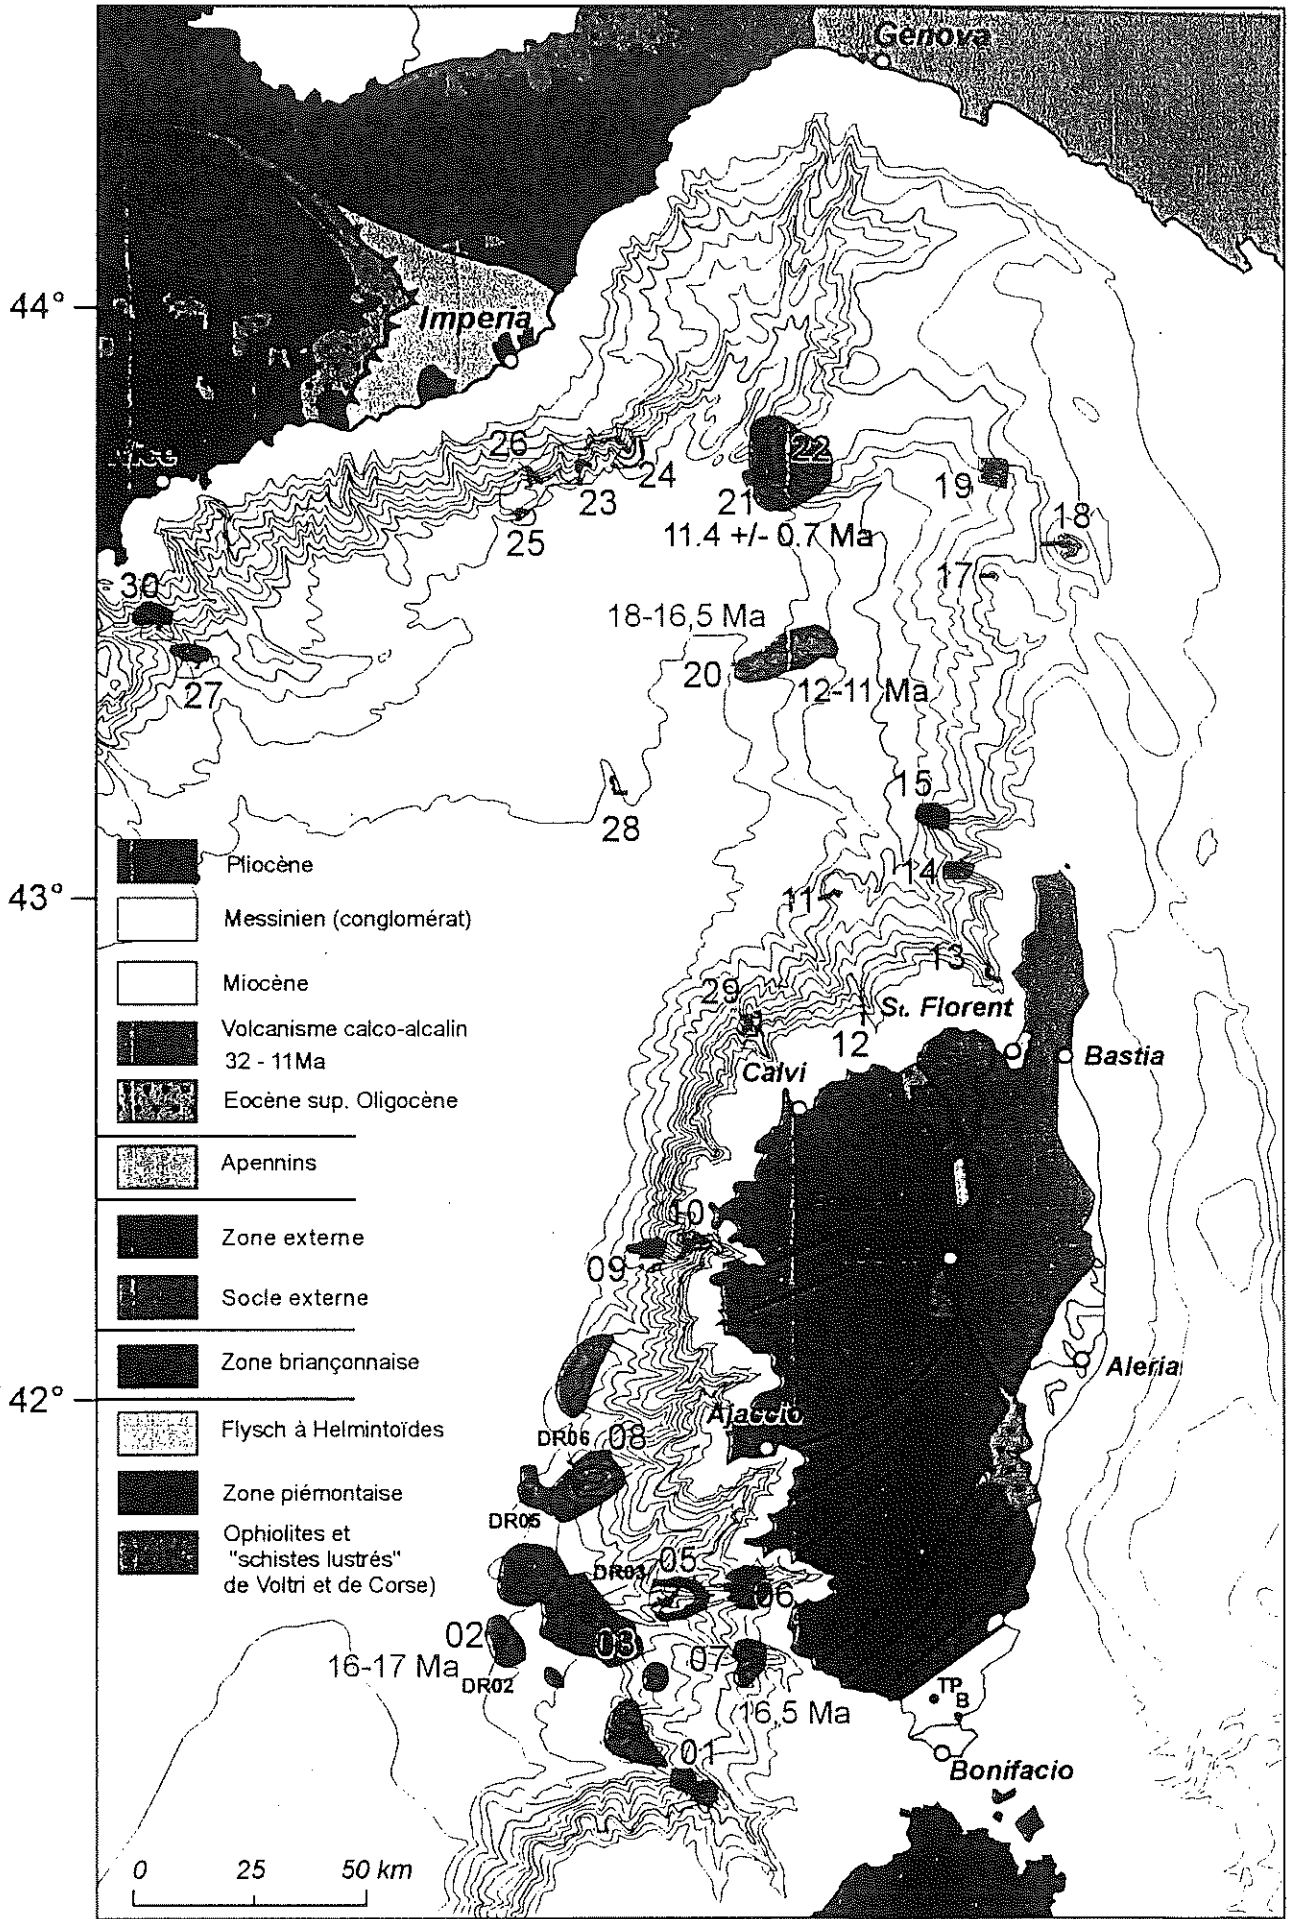 Genova
44°
Imperia
Nice
26
24
23
25
22
21
11.4 +/- 0.7 Ma
19
18
17
30
27
18-16,5 Ma
20
12-11 Ma
28
15
14
11
13
43°
29
12
St. Florent
Calvi
Bastia
Pliocène
Messinien (conglomérat)
Miocène
Volcanisme calco-alcalin
32 - 11Ma
Eocène sup. Oligocène
Apennins
Zone externe
Socle externe
Zone briançonnaise
Flysch à Helmintoïdes
Zone piémontaise
Ophiolites et
"schistes lustrés"
de Voltri et de Corse)
10
09
Aleria
42°
Ajaccio
DR06
08
DR05
DR03
05
06
02
03
07
16-17 Ma
DR02
16,5 Ma
TP
B
01
Bonifacio
0 25 50 km